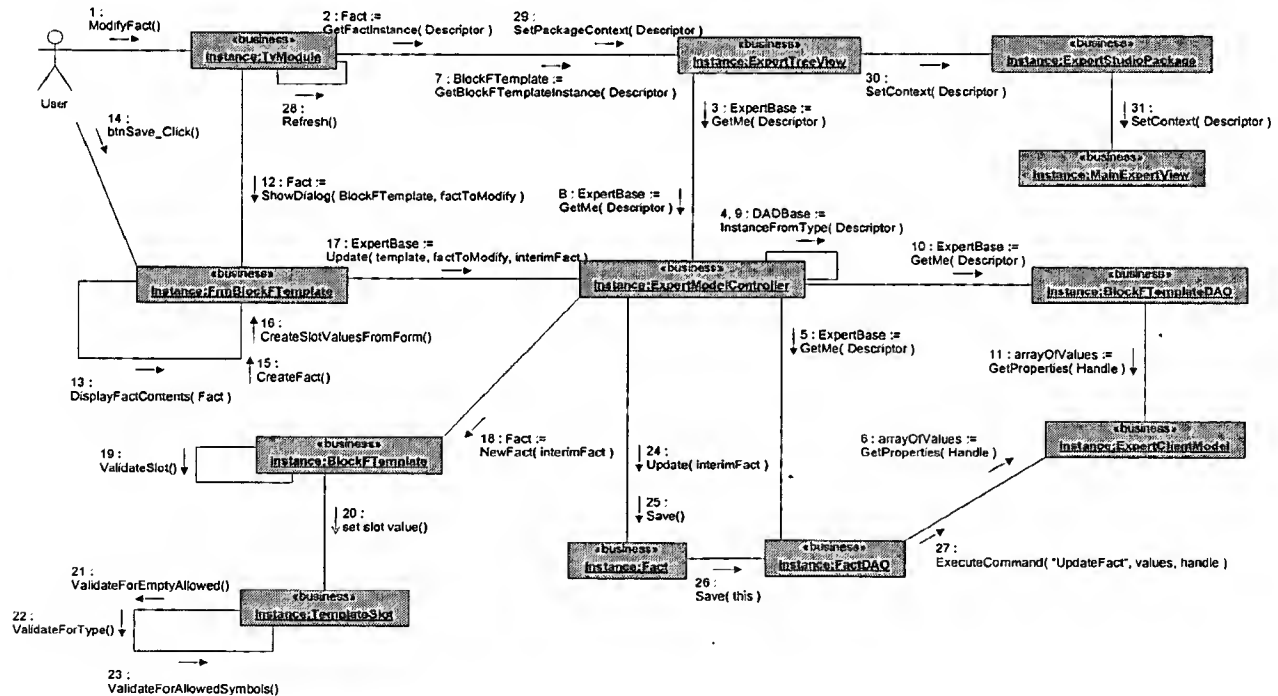 1 :
ModifyFact()
2 : Fact :=
GetFactInstance( Descriptor )
29 :
SetPackageContext( Descriptor )
«business»
Instance:TvModule
«business»
Instance:ExpertTreeView
«business»
Instance:ExpertStudioPackage
7 : BlockFTemplate :=
GetBlockFTemplateInstance( Descriptor )
30 :
SetContext( Descriptor )
User
28 :
Refresh()
3 : ExpertBase :=
GetMe( Descriptor )
31 :
SetContext( Descriptor )
14 :
btnSave_Click()
«business»
Instance:MainExpertView
12 : Fact :=
ShowDialog( BlockFTemplate, factToModify )
8 : ExpertBase :=
GetMe( Descriptor )
4, 9 : DADBase :=
InstanceFromType( Descriptor )
17 : ExpertBase :=
Update( template, factToModify, interimFact )
10 : ExpertBase :=
GetMe( Descriptor )
«business»
Instance:FrmBlockFTemplate
«business»
Instance:ExpertModelController
«business»
Instance:BlockFTemplateDAO
16 :
CreateSlotValuesFromForm()
15 :
CreateFact()
13 :
DisplayFactContents( Fact )
5 : ExpertBase :=
GetMe( Descriptor )
11 : arrayOfValues :=
GetProperties( Handle )
«business»
Instance:BlockFTemplate
18 : Fact :=
NewFact( interimFact )
6 : arrayOfValues :=
GetProperties( Handle )
«business»
Instance:ExpertClientModel
19 :
ValidateSlot()
24 :
Update( interimFact )
20 :
set slot value()
25 :
Save()
«business»
Instance:Fact
«business»
Instance:FactDAO
27 :
ExecuteCommand( "UpdateFact", values, handle )
26 :
Save( this )
21 :
ValidateForEmptyAllowed()
«business»
Instance:TemplateSlot
22 :
ValidateForType()
23 :
ValidateForAllowedSymbols()